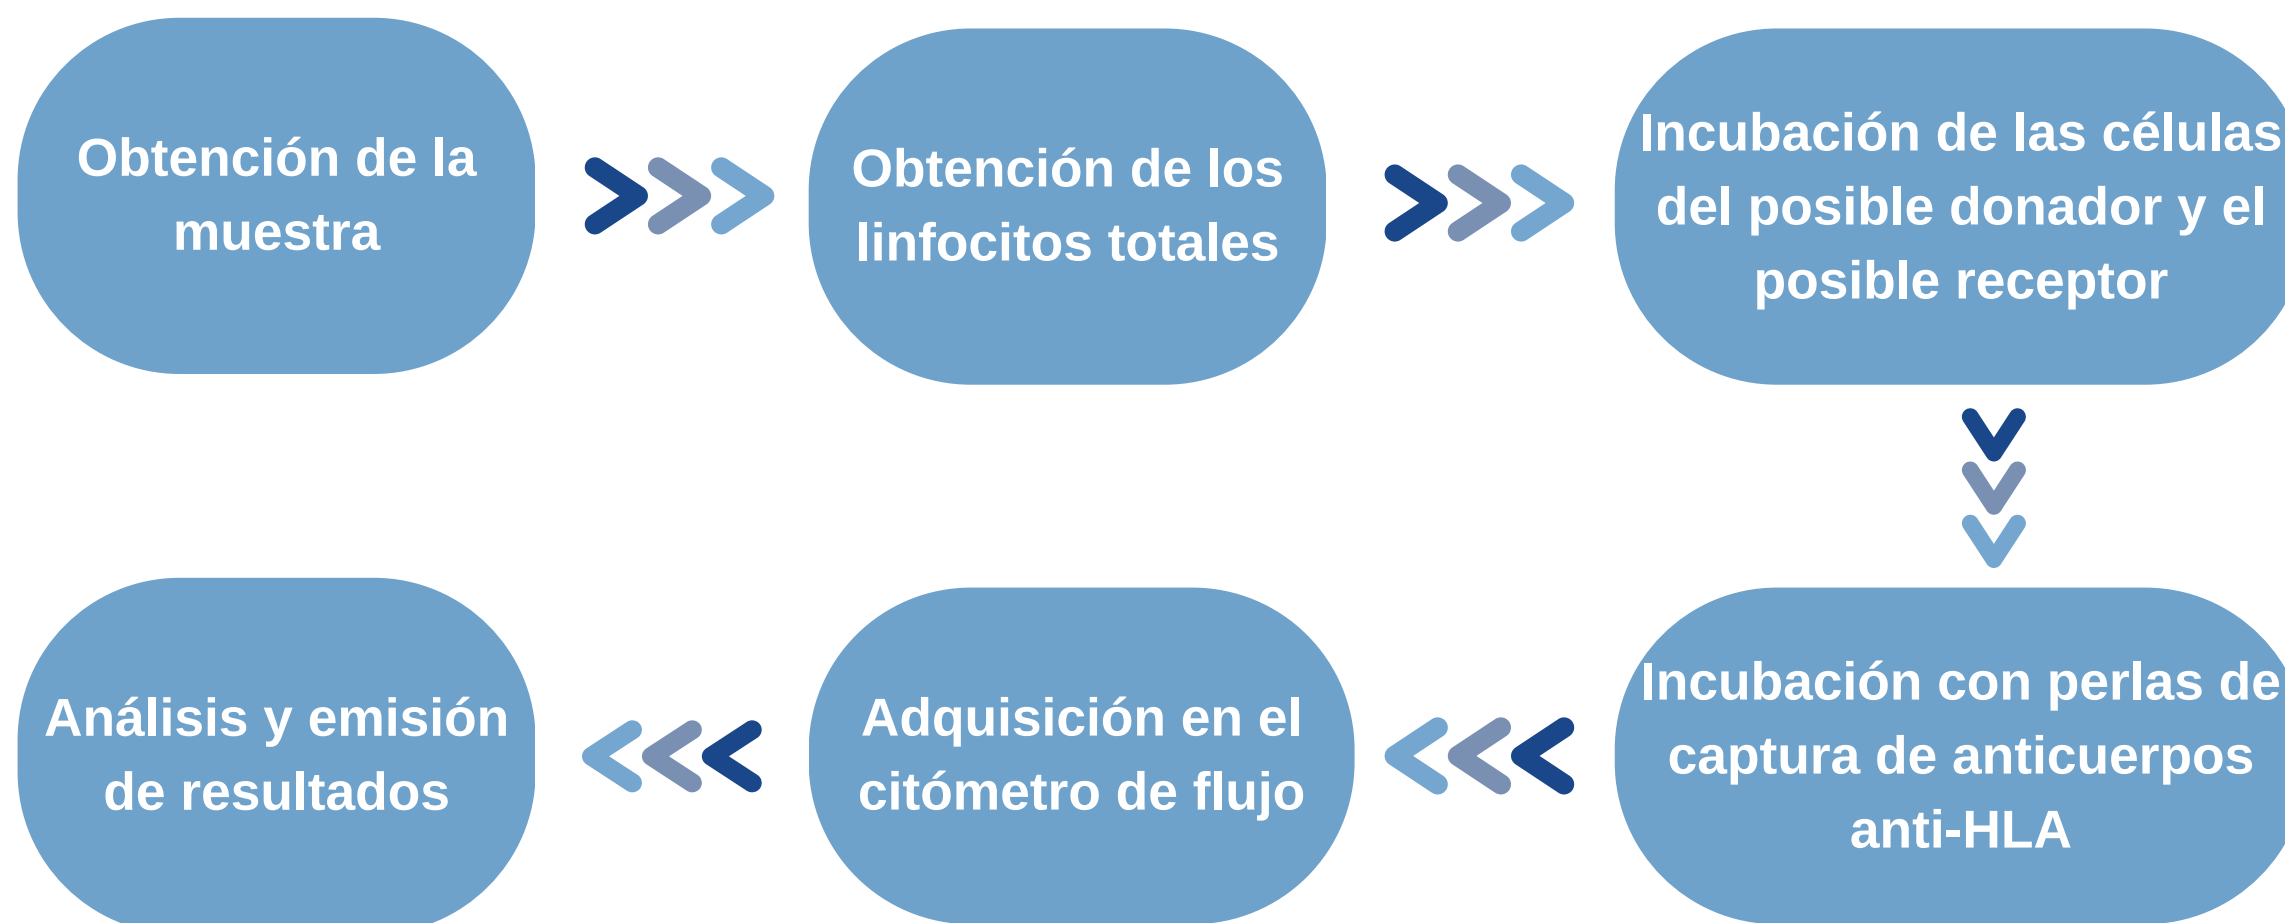 Obtención de la
muestra
Obtención de los
linfocitos totales
Incubación de las células
del posible donador y el
posible receptor
Incubación con perlas de
captura de anticuerpos
anti-HLA
Adquisición en el
citómetro de flujo
Análisis y emisión
de resultados